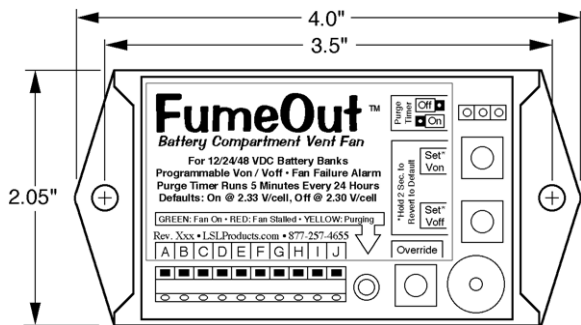 4.0"
3.5"
2.05"
FumeOut™
Battery Compartment Vent Fan
For 12/24/48 VDC Battery Banks
Programmable Von / Voff • Fan Failure Alarm
Purge Timer Runs 5 Minutes Every 24 Hours
Defaults: On @ 2.33 V/cell, Off @ 2.30 V/cell
GREEN: Fan On • RED: Fan Stalled • YELLOW: Purging
Rev. Xxx • LSLProducts.com • 877-257-4655
A B C D E F G H I J
Purge
Timer
Off
On
*Hold 2 Sec. to
Revert to Default
Set*
Von
Set*
Voff
Override